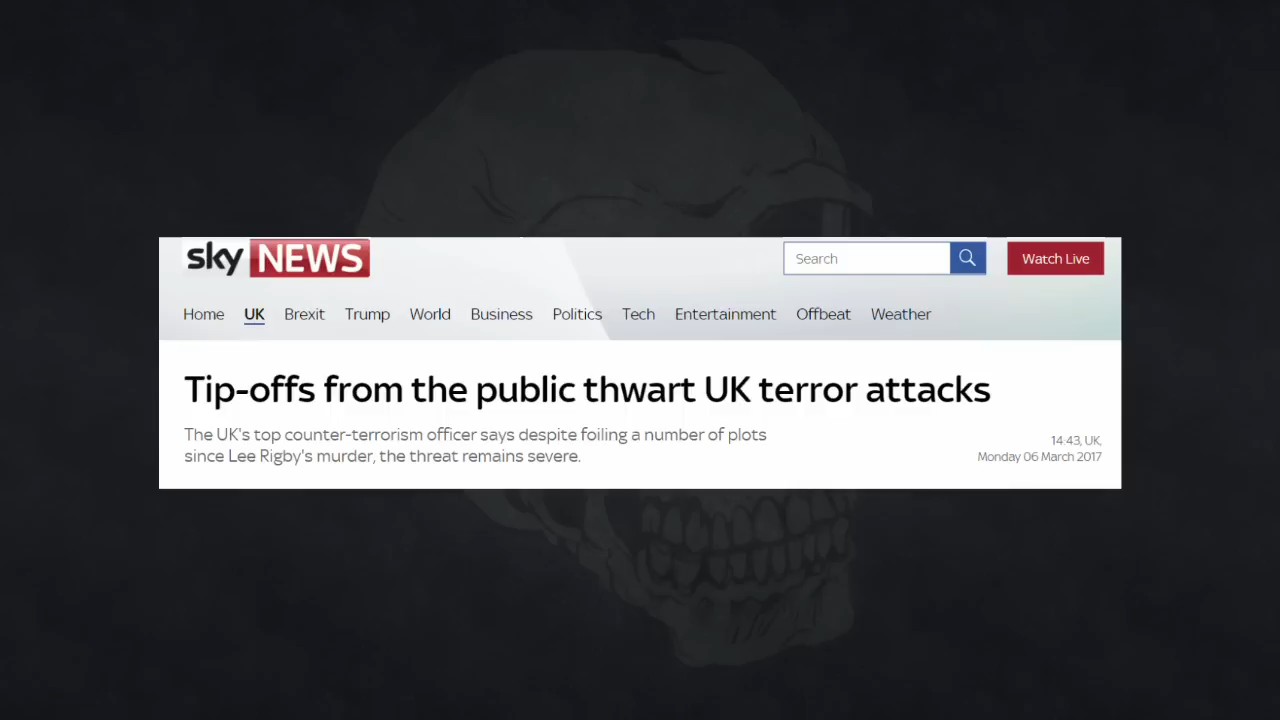 sky NEWS
Search
Watch Live
Home UK Brexit Trump World Business Politics Tech Entertainment Offbeat Weather
Tip-offs from the public thwart UK terror attacks
The UK's top counter-terrorism officer says despite foiling a number of plots
since Lee Rigby's murder, the threat remains severe.
14:43, UK,
Monday 06 March 2017